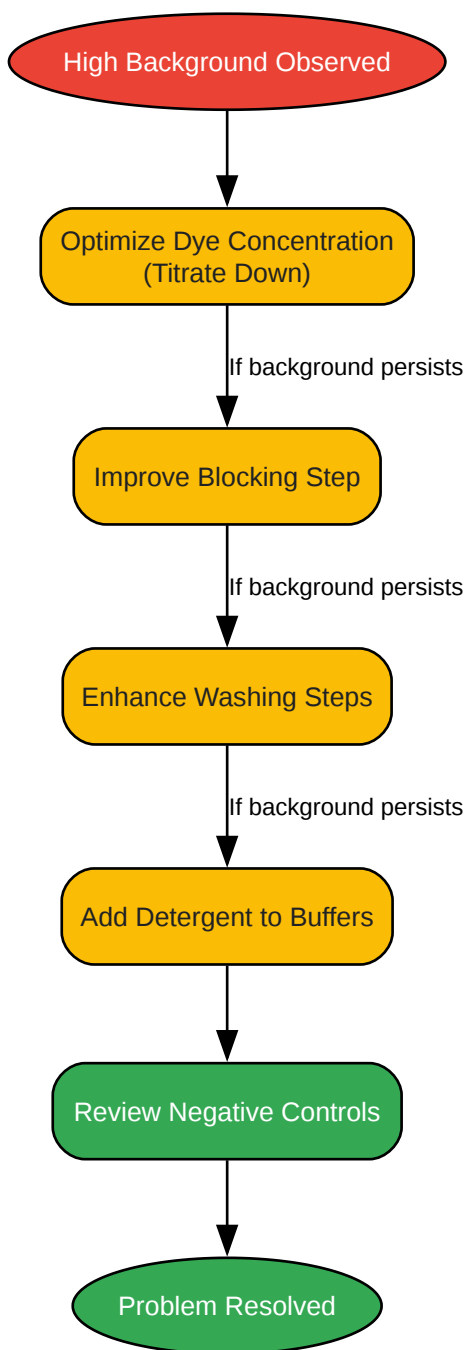 High Background Observed
Optimize Dye Concentration
(Titrate Down)
If background persists
Improve Blocking Step
If background persists
Enhance Washing Steps
If background persists
Add Detergent to Buffers
Review Negative Controls
Problem Resolved